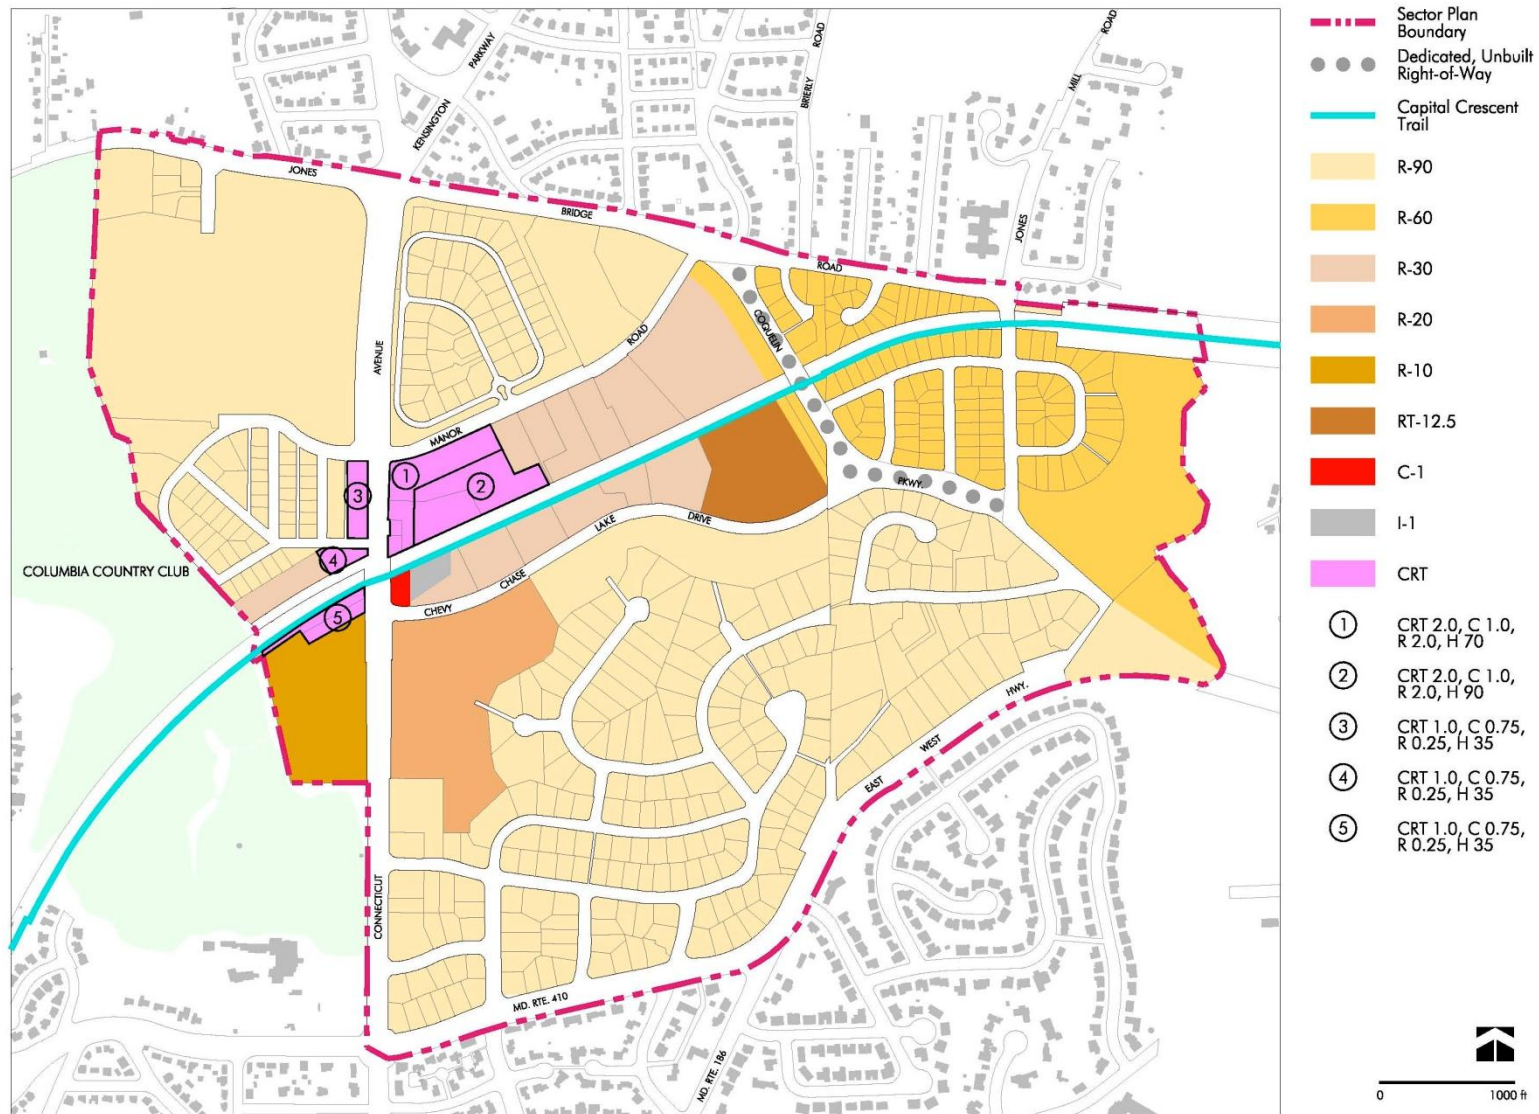 ROAD
ROAD
PARKWAY
KENSINGTON
BRIERLY
MILL
JONES
BRIDGE
ROAD
JONES
COQUELIN
ROAD
AVENUE
MANOR
1
2
3
PKWY.
DRIVE
LAKE
4
COLUMBIA COUNTRY CLUB
CHASE
CHEVY
5
HWY.
WEST
EAST
CONNECTICUT
MD. RTE. 410
MD. RTE. 186
Sector Plan
Boundary
Dedicated, Unbuilt
Right-of-Way
Capital Crescent
Trail
R-90
R-60
R-30
R-20
R-10
RT-12.5
C-1
I-1
CRT
1 CRT 2.0, C 1.0,
R 2.0, H 70
2 CRT 2.0, C 1.0,
R 2.0, H 90
3 CRT 1.0, C 0.75,
R 0.25, H 35
4 CRT 1.0, C 0.75,
R 0.25, H 35
5 CRT 1.0, C 0.75,
R 0.25, H 35
0 1000 ft